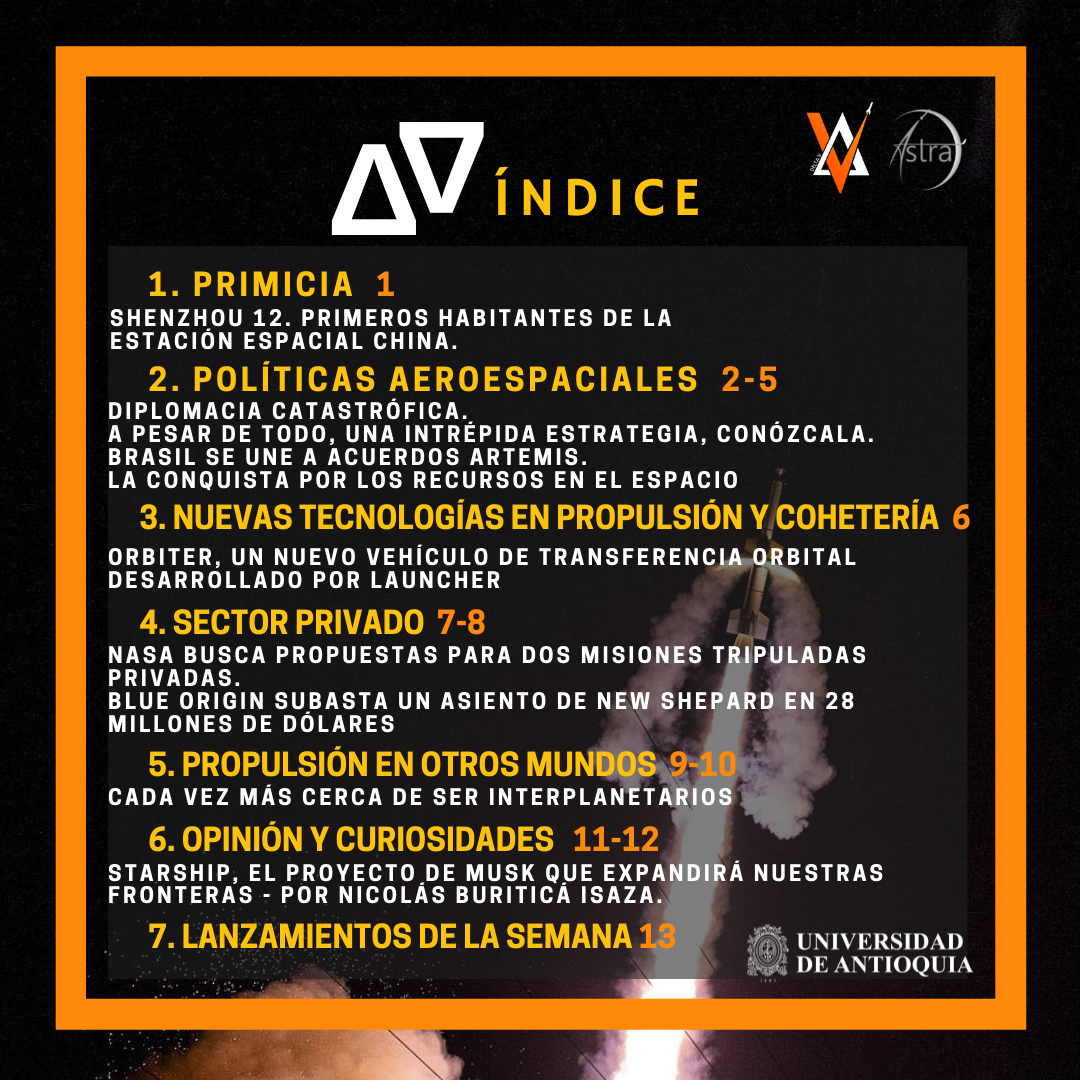 ÍNDICE
Astra
1. PRIMICIA 1
SHENZHOU 12. PRIMEROS HABITANTES DE LA
ESTACIÓN ESPACIAL CHINA.
2. POLÍTICAS AEROESPACIALES 2-5
DIPLOMACIA CATASTRÓFICA.
A PESAR DE TODO, UNA INTRÉPIDA ESTRATEGIA, CONÓZCALA.
BRASIL SE UNE A ACUERDOS ARTEMIS.
LA CONQUISTA POR LOS RECURSOS EN EL ESPACIO
3. NUEVAS TECNOLOGÍAS EN PROPULSIÓN Y COHETERÍA 6
ORBITER, UN NUEVO VEHÍCULO DE TRANSFERENCIA ORBITAL
DESARROLLADO POR LAUNCHER
4. SECTOR PRIVADO 7-8
NASA BUSCA PROPUESTAS PARA DOS MISIONES TRIPULADAS
PRIVADAS.
BLUE ORIGIN SUBASTA UN ASIENTO DE NEW SHEPARD EN 28
MILLONES DE DÓLARES
5. PROPULSIÓN EN OTROS MUNDOS 9-10
CADA VEZ MÁS CERCA DE SER INTERPLANETARIOS
6. OPINIÓN Y CURIOSIDADES 11-12
STARSHIP, EL PROYECTO DE MUSK QUE EXPANDIRÁ NUESTRAS
FRONTERAS - POR NICOLÁS BURITICÁ ISAZA.
7. LANZAMIENTOS DE LA SEMANA 13
UNIVERSIDAD
DE ANTIOQUIA